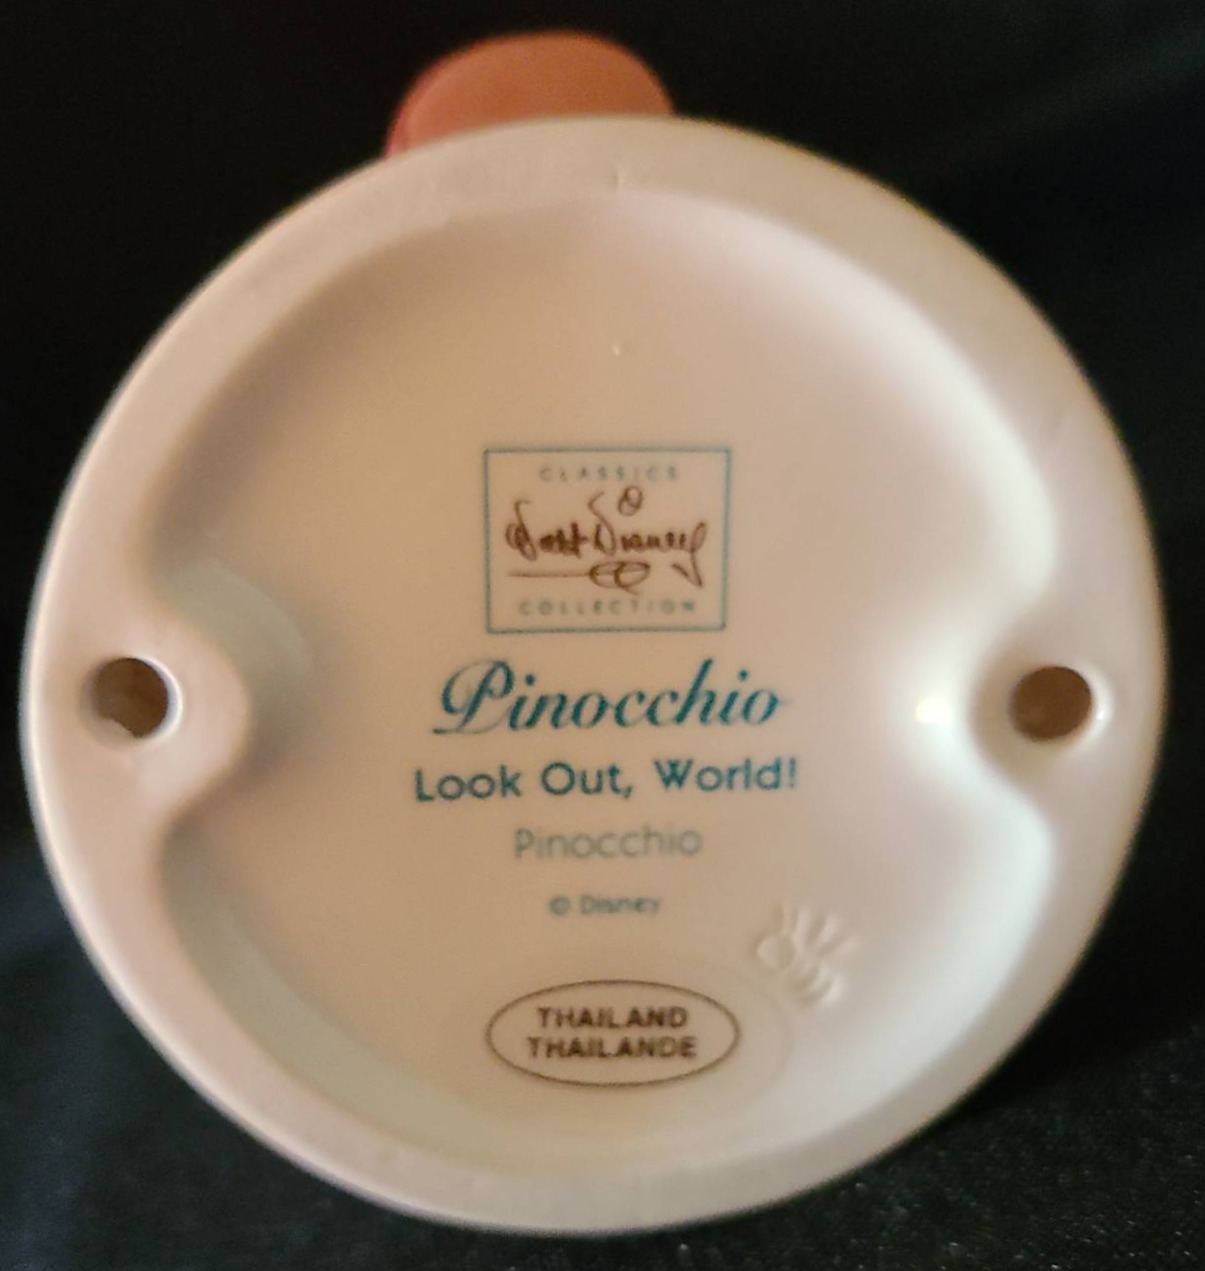 CLASSICS
Walt Disney
COLLECTION
Pinocchio
Look Out, World!
Pinocchio
© Disney
THAILAND
THAILANDE